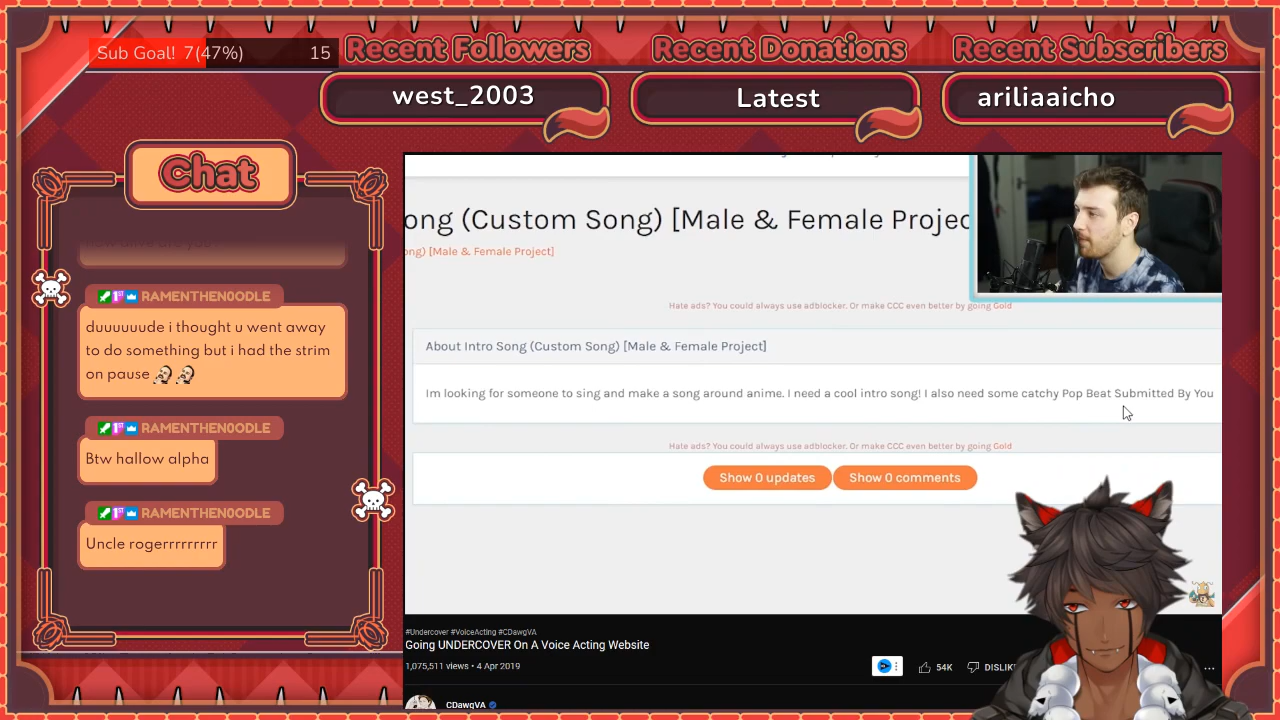 Sub Goal! 7(47%) 15
Recent Followers
Recent Donations
Recent Subscribers
west_2003
Latest
ariliaaicho
Chat
RAMENTHEN0ODLE
duuuuuude i thought u went away
to do something but i had the strim
on pause
RAMENTHEN0ODLE
Btw hallow alpha
RAMENTHEN0ODLE
Uncle rogerrrrrrrrr
ong (Custom Song) [Male & Female Projec
ong) [Male & Female Project]
Hate ads? You could always use adblocker. Or make CCC even better by going Gold
About Intro Song (Custom Song) [Male & Female Project]
Im looking for someone to sing and make a song around anime. I need a cool intro song! I also need some catchy Pop Beat Submitted By You
Hate ads? You could always use adblocker. Or make CCC even better by going Gold
Show 0 updates
Show 0 comments
#Undercover #VoiceActing #CDawgVA
Going UNDERCOVER On A Voice Acting Website
1,075,511 views • 4 Apr 2019
54K
DISLIK
CDawgVA